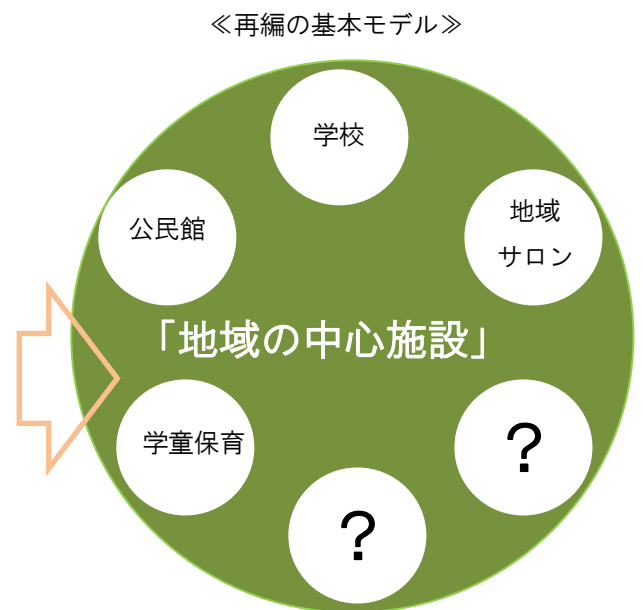 ≪再編の基本モデル≫
学校
公民館
地域
サロン
「地域の中心施設」
学童保育
？
？